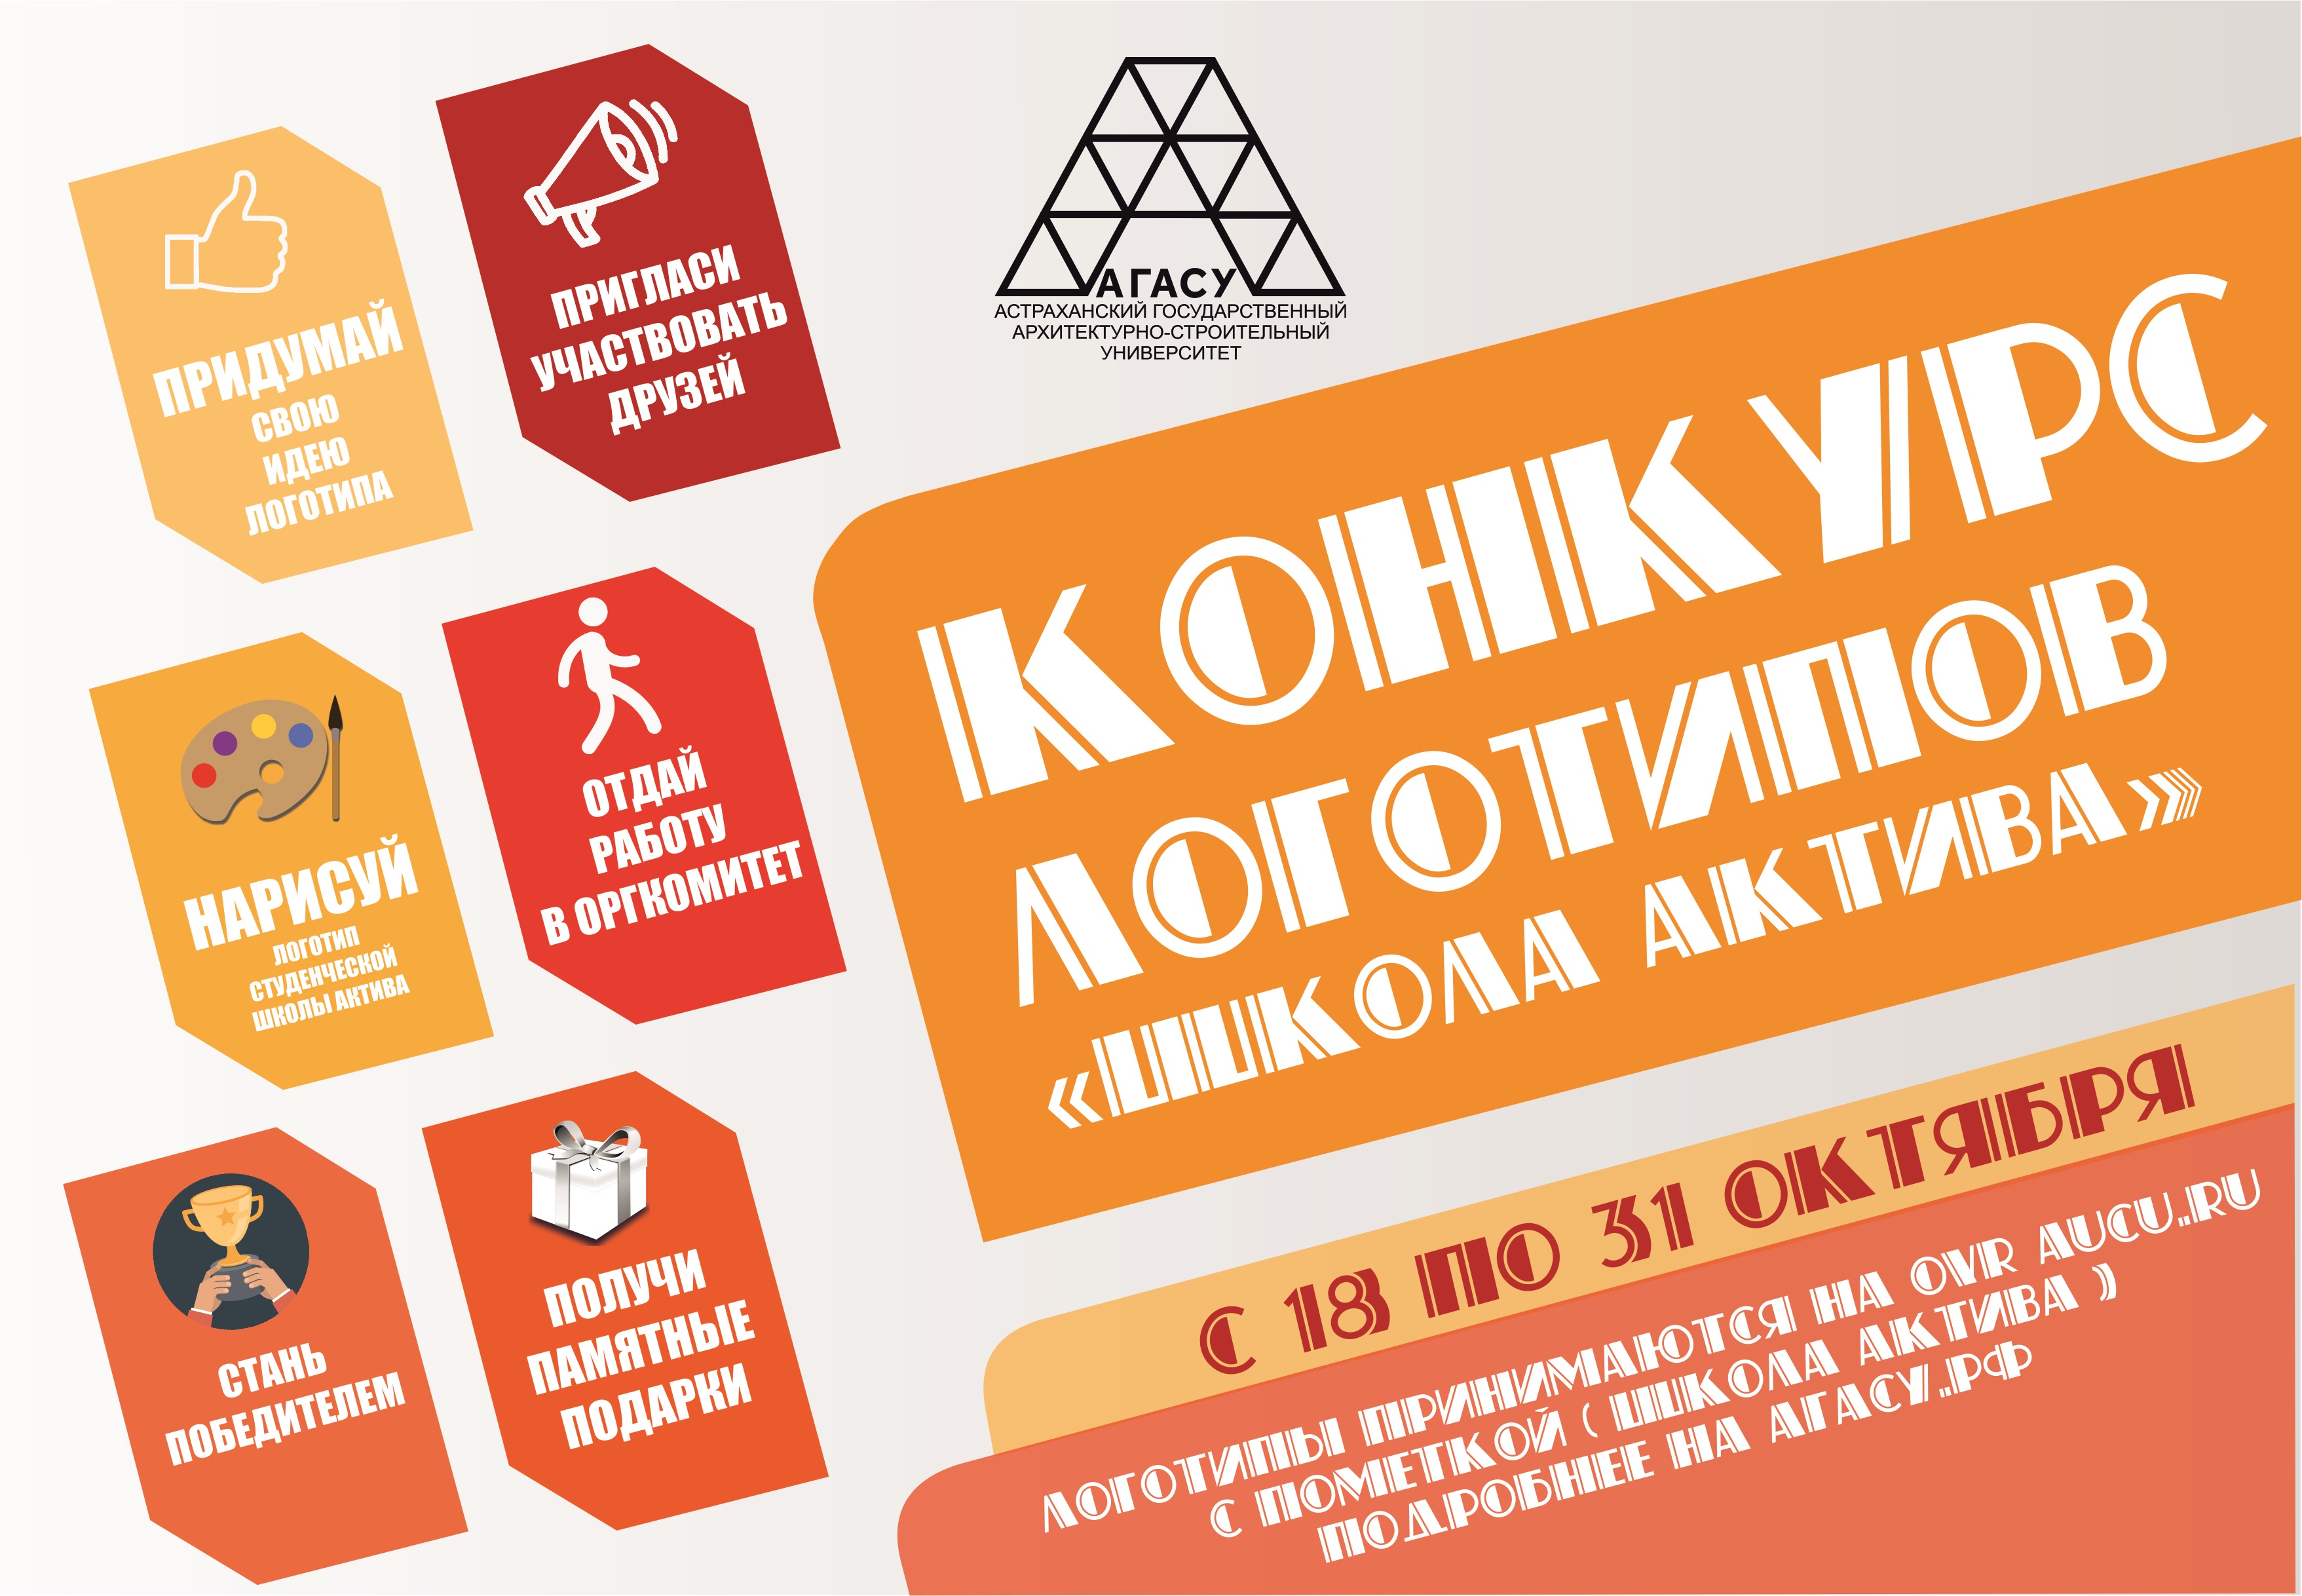 ПРИДУМАЙ
СВОЮ
ИДЕЮ
ЛОГОТИПА
ПРИГЛАСИ
УЧАСТВОВАТЬ
ДРУЗЕЙ
НАРИСУЙ
ЛОГОТИП
СТУДЕНЧЕСКОЙ
ШКОЛЫ АКТИВА
ОТДАЙ
РАБОТУ
В ОРГКОМИТЕТ
СТАНЬ
ПОБЕДИТЕЛЕМ
ПОЛУЧИ
ПАМЯТНЫЕ
ПОДАРКИ
АГАСУ
АСТРАХАНСКИЙ ГОСУДАРСТВЕННЫЙ
АРХИТЕКТУРНО-СТРОИТЕЛЬНЫЙ
УНИВЕРСИТЕТ
КОНКУРС
ЛОГОТИПОВ
«ШКОЛА АКТИВА»
С 18 ПО 31 ОКТЯБРЯ
ЛОГОТИПЫ ПРИНИМАЮТСЯ НА OVR AUCU.RU
С ПОМЕТКОЙ ( ШКОЛА АКТИВА )
ПОДРОБНЕЕ НА АГАСУ.РФ